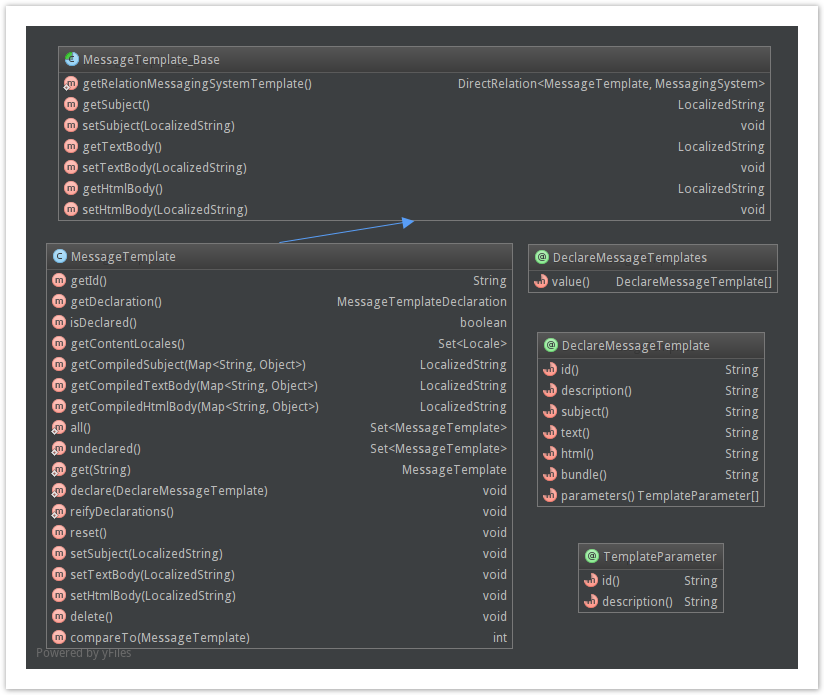 MessageTemplate_Base
getRelationMessagingSystemTemplate() DirectRelation<MessageTemplate, MessagingSystem>
getSubject() LocalizedString
setSubject(LocalizedString) void
getTextBody() LocalizedString
setTextBody(LocalizedString) void
getHtmlBody() LocalizedString
setHtmlBody(LocalizedString) void
MessageTemplate
getId() String
getDeclaration() MessageTemplateDeclaration
isDeclared() boolean
getContentLocales() Set<Locale>
getCompiledSubject(Map<String, Object>) LocalizedString
getCompiledTextBody(Map<String, Object>) LocalizedString
getCompiledHtmlBody(Map<String, Object>) LocalizedString
all() Set<MessageTemplate>
undeclared() Set<MessageTemplate>
get(String) MessageTemplate
declare(DeclareMessageTemplate) void
reifyDeclarations() void
reset() void
setSubject(LocalizedString) void
setTextBody(LocalizedString) void
setHtmlBody(LocalizedString) void
delete() void
compareTo(MessageTemplate) int
Powered by yFiles
DeclareMessageTemplates
value() DeclareMessageTemplate[]
DeclareMessageTemplate
id() String
description() String
subject() String
text() String
html() String
bundle() String
parameters() TemplateParameter[]
TemplateParameter
id() String
description() String